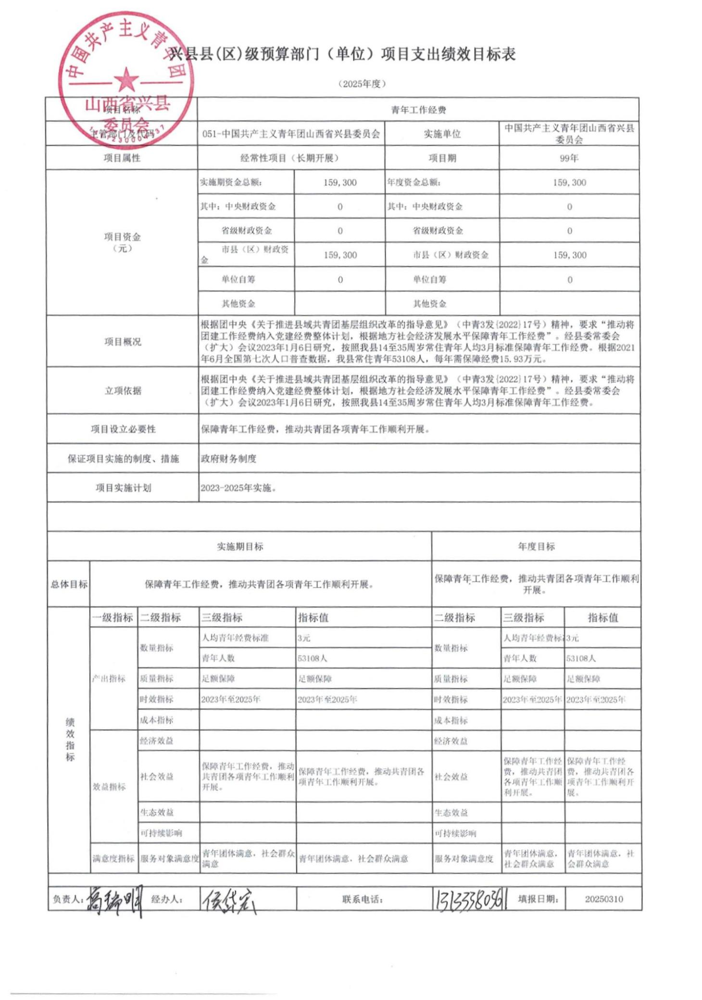 中国共产主义青年团
山西省兴县
委员会
兴县县(区)级预算部门（单位）项目支出绩效目标表
（2025年度）
项目名称 青年工作经费
主管部门及代码 051-中国共产主义青年团山西省兴县委员会 实施单位 中国共产主义青年团山西省兴县
委员会
项目属性 经常性项目（长期开展） 项目期 99年
项目资金
（元）
实施期资金总额： 159,300 年度资金总额： 159,300
其中：中央财政资金 0 其中：中央财政资金 0
省级财政资金 0 省级财政资金 0
市县（区）财政资
金 159,300 市县（区）财政资金 159,300
单位自筹 0 单位自筹 0
其他资金 其他资金
项目概况
根据团中央《关于推进县域共青团基层组织改革的指导意见》（中青3发{2022}17号）精神，要求“推动将
团建工作经费纳入党建经费整体计划，根据地方社会经济发展水平保障青年工作经费”。经县委常委会
（扩大）会议2023年1月6日研究，按照我县14至35周岁常住青年人均3月标准保障青年工作经费。根据2021
年6月全国第七次人口普查数据，我县常住青年53108人，每年需保障经费15.93万元。
立项依据
根据团中央《关于推进县域共青团基层组织改革的指导意见》（中青3发{2022}17号）精神，要求“推动将
团建工作经费纳入党建经费整体计划，根据地方社会经济发展水平保障青年工作经费”。经县委常委会
（扩大）会议2023年1月6日研究，按照我县14至35周岁常住青年人均3月标准保障青年工作经费。
项目设立必要性 保障青年工作经费，推动共青团各项青年工作顺利开展。
保证项目实施的制度、措施 政府财务制度
项目实施计划 2023-2025年实施。
实施期目标 年度目标
总体目标 保障青年工作经费，推动共青团各项青年工作顺利开展。 保障青年工作经费，推动共青团各项青年工作顺利
开展。
绩效指标
一级指标 二级指标 三级指标 指标值 二级指标 三级指标 指标值
产出指标
数量指标 人均青年经费标准 3元 数量指标 人均青年经费标 3元
青年人数 53108人 青年人数 53108人
质量指标 足额保障 足额保障 质量指标 足额保障 足额保障
时效指标 2023年至2025年 2023年至2025年 时效指标 2023年至2025年 2023年至2025年
成本指标 成本指标
效益指标
经济效益 经济效益
社会效益
保障青年工作经费，推动
共青团各项青年工作顺利
开展。
保障青年工作经费，推动共青团各
项青年工作顺利开展。
社会效益
保障青年工作经
费，推动共青团
各项青年工作顺
利开展。
保障青年工作经
费，推动共青团各
项青年工作顺利开
展。
生态效益 生态效益
可持续影响 可持续影响
满意度指标 服务对象满意度
青年团体满意，社会群众
满意
青年团体满意，社会群众满意
服务对象满意度
青年团体满意，
社会群众满意
青年团体满意，社
会群众满意
负责人：高瑞明 经办人： 联系电话： 13133380361 填报日期： 20250310